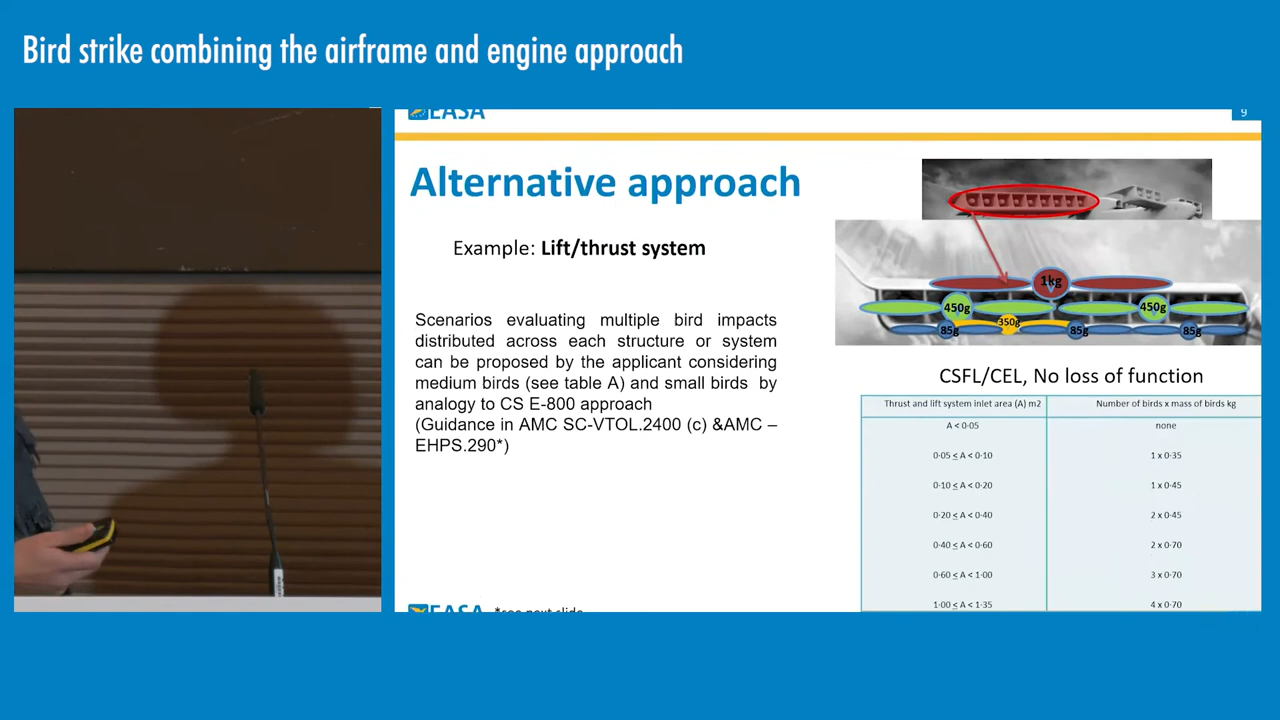 Bird strike combining the airframe and engine approach
EASA
9
Alternative approach
Example: Lift/thrust system
Scenarios evaluating multiple bird impacts
distributed across each structure or system
can be proposed by the applicant considering
medium birds (see table A) and small birds by
analogy to CS E-800 approach
(Guidance in AMC SC-VTOL.2400 (c) &AMC –
EHPS.290*)
1kg
450g
450g
350g
85g
85g
85g
CSFL/CEL, No loss of function
Thrust and lift system inlet area (A) m2 Number of birds x mass of birds kg
A < 0·05 none
0·05 ≤ A < 0·10 1 x 0·35
0·10 ≤ A < 0·20 1 x 0·45
0·20 ≤ A < 0·40 2 x 0·45
0·40 ≤ A < 0·60 2 x 0·70
0·60 ≤ A < 1·00 3 x 0·70
1·00 ≤ A < 1·35 4 x 0·70
EASA
*see next slide